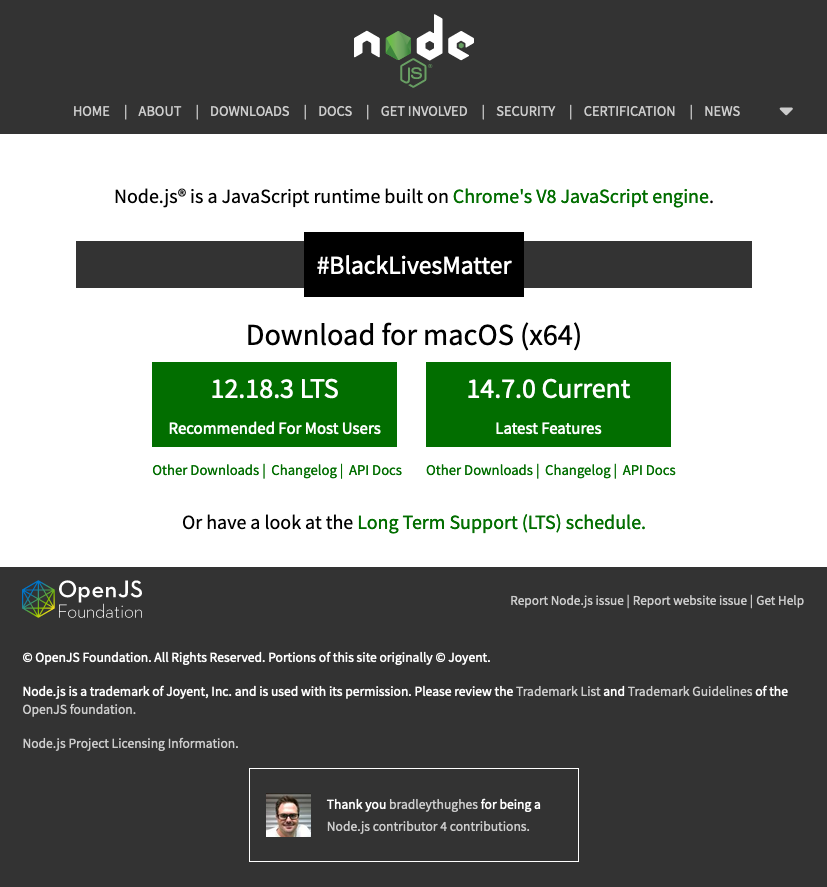 node
JS
HOME | ABOUT | DOWNLOADS | DOCS | GET INVOLVED | SECURITY | CERTIFICATION | NEWS
Node.js® is a JavaScript runtime built on Chrome's V8 JavaScript engine.
#BlackLivesMatter
Download for macOS (x64)
12.18.3 LTS
Recommended For Most Users
14.7.0 Current
Latest Features
Other Downloads | Changelog | API Docs
Other Downloads | Changelog | API Docs
Or have a look at the Long Term Support (LTS) schedule.
OpenJS
Foundation
Report Node.js issue | Report website issue | Get Help
© OpenJS Foundation. All Rights Reserved. Portions of this site originally © Joyent.
Node.js is a trademark of Joyent, Inc. and is used with its permission. Please review the Trademark List and Trademark Guidelines of the
OpenJS foundation.
Node.js Project Licensing Information.
Thank you bradleythughes for being a
Node.js contributor 4 contributions.